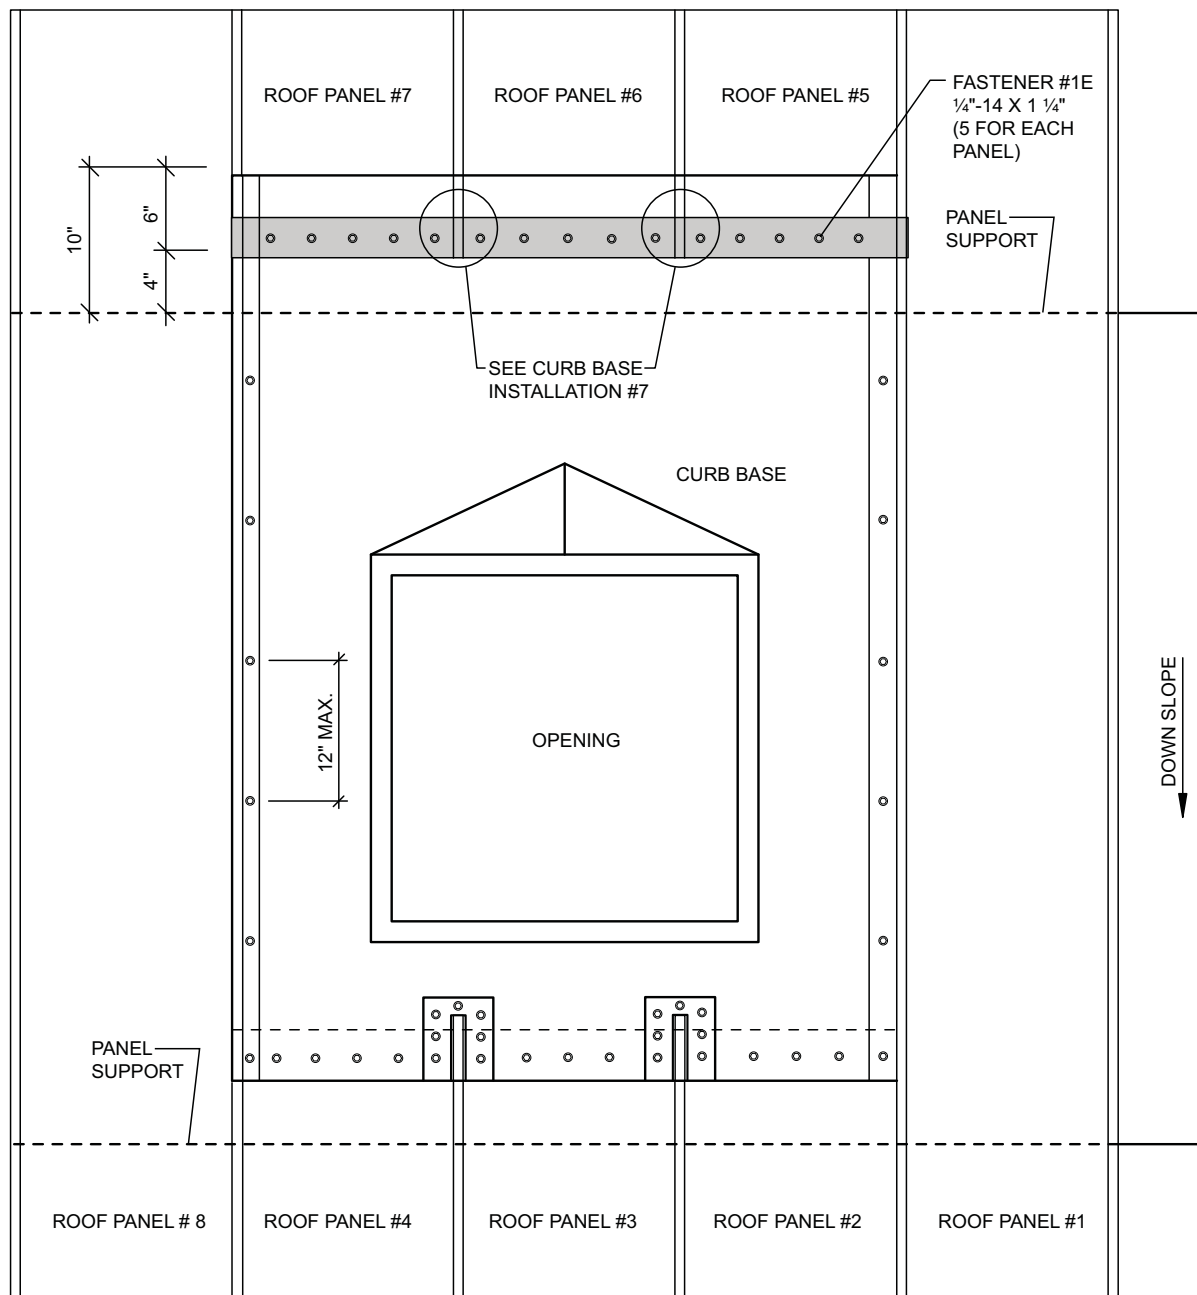 ROOF PANEL #7
ROOF PANEL #6
ROOF PANEL #5
FASTENER #1E
¼"-14 X 1 ¼"
(5 FOR EACH
PANEL)
10"
6"
4"
PANEL
SUPPORT
SEE CURB BASE
INSTALLATION #7
CURB BASE
12" MAX.
OPENING
DOWN SLOPE
PANEL
SUPPORT
ROOF PANEL # 8
ROOF PANEL #4
ROOF PANEL #3
ROOF PANEL #2
ROOF PANEL #1